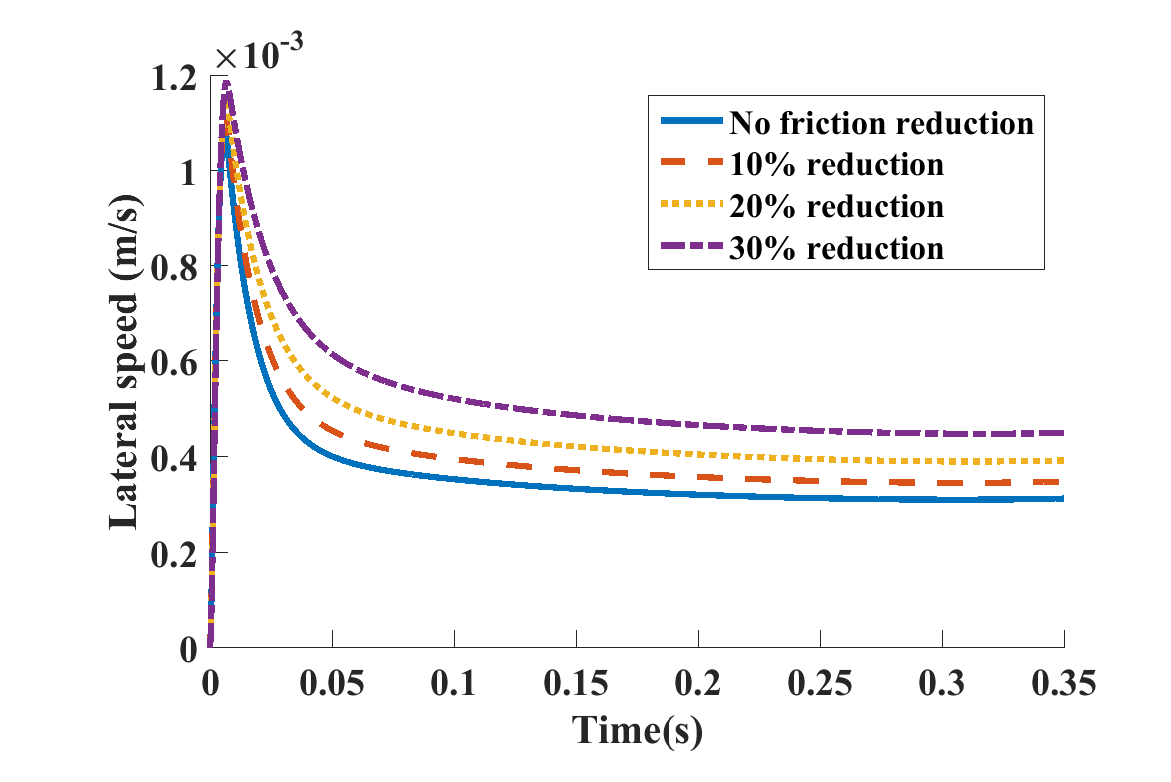 ×10-3
1.2
1
0.8
0.6
0.4
0.2
0
Lateral speed (m/s)
No friction reduction
10% reduction
20% reduction
30% reduction
0 0.05 0.1 0.15 0.2 0.25 0.3 0.35
Time(s)